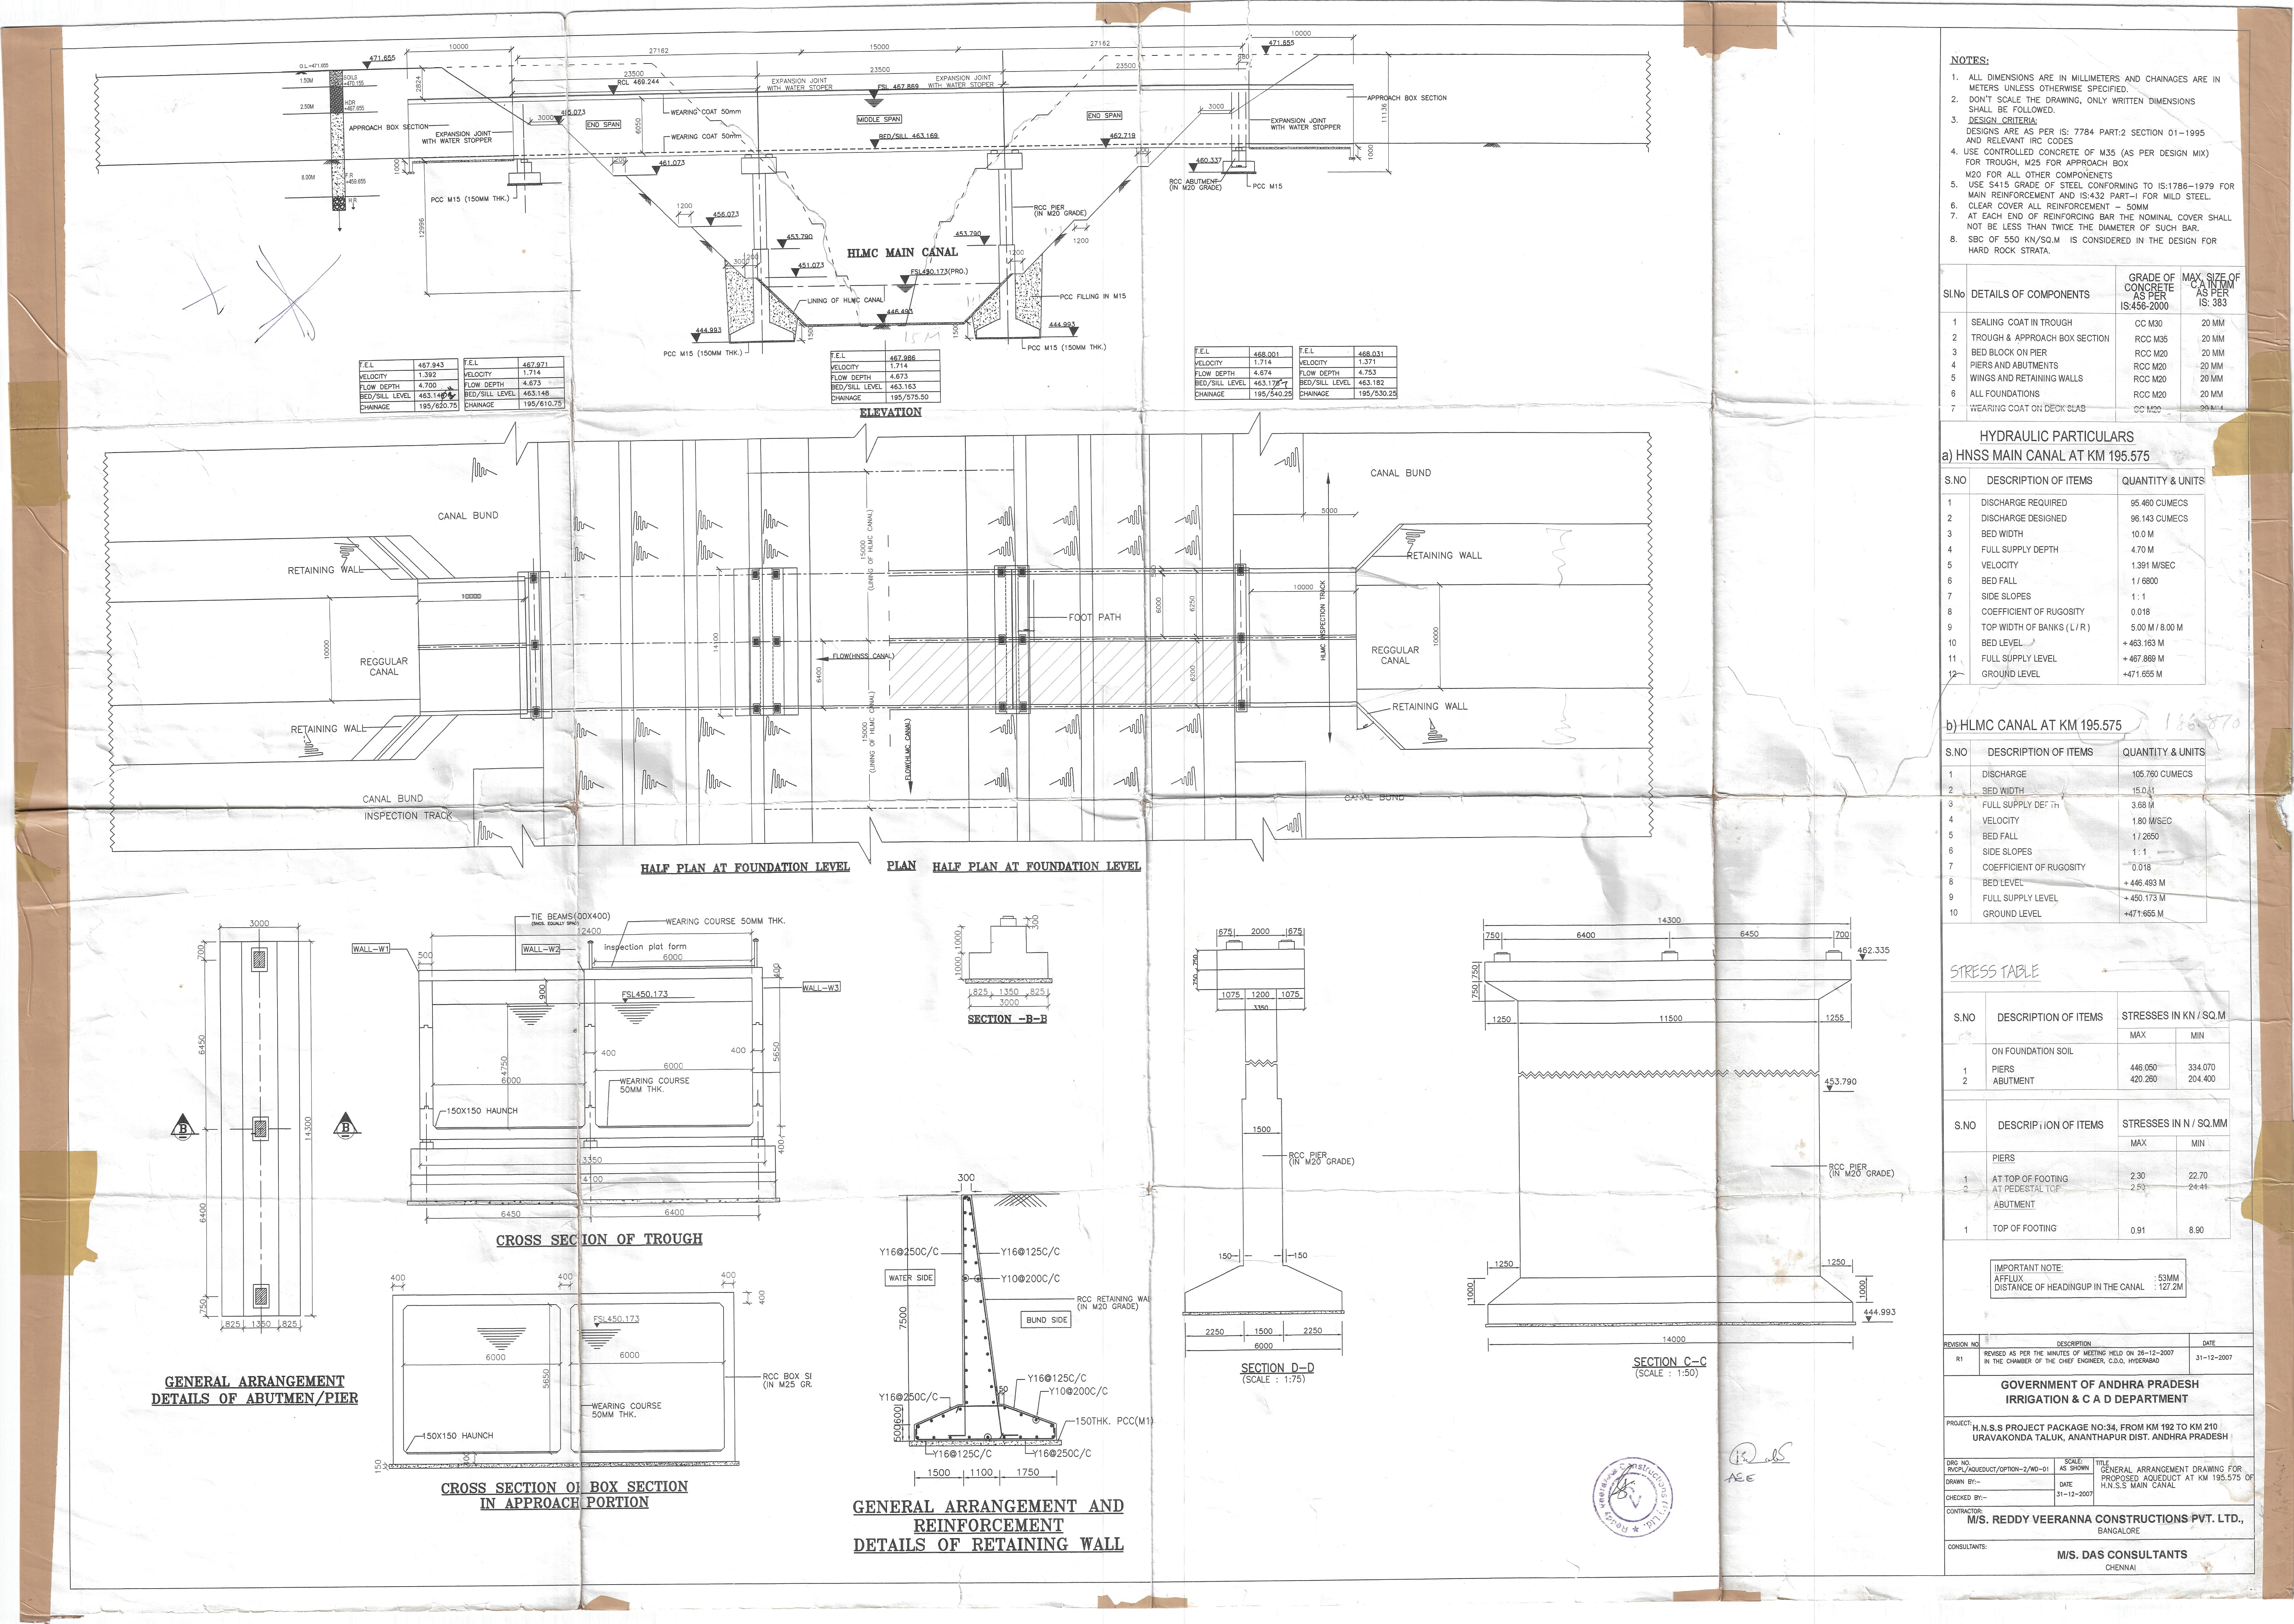 10000
27162
15000
27162
10000
G.L=471.655
471.655
471.655
1.50M
SOILS
+470.155
2.50M
HDR
+467.655
8.00M
F.R
+459.655
H.R
2824
23500
23500
23500
RCL 469.244
EXPANSION JOINT
WITH WATER STOPER
FSL 467.869
EXPANSION JOINT
WITH WATER STOPER
APPROACH BOX SECTION
WEARING COAT 50mm
3000
END SPAN
6050
MIDDLE SPAN
END SPAN
3000
11136
APPROACH BOX SECTION
EXPANSION JOINT
WITH WATER STOPPER
WEARING COAT 50mm
BED/SILL 463.169
462.719
EXPANSION JOINT
WITH WATER STOPPER
1000
461.073
460.337
1000
RCC ABUTMENT
(IN M20 GRADE)
PCC M15
PCC M15 (150MM THK.)
12996
1200
456.073
453.790
453.790
RCC PIER
(IN M20 GRADE)
1200
HLMC MAIN CANAL
3000
1200
451.073
FSL450.173(PRO.)
LINING OF HLMC CANAL
PCC FILLING IN M15
446.493
15 M
1500
1500
444.993
444.993
PCC M15 (150MM THK.)
PCC M15 (150MM THK.)
T.E.L 467.943
VELOCITY 1.392
FLOW DEPTH 4.700
BED/SILL LEVEL
CHAINAGE 195/620.75
T.E.L 467.971
VELOCITY 1.714
FLOW DEPTH 4.673
BED/SILL LEVEL 463.148
CHAINAGE 195/610.75
T.E.L 467.986
VELOCITY 1.714
FLOW DEPTH 4.673
BED/SILL LEVEL 463.163
CHAINAGE 195/575.50
T.E.L 468.001
VELOCITY 1.714
FLOW DEPTH 4.674
BED/SILL LEVEL
CHAINAGE 195/540.25
T.E.L 468.031
VELOCITY 1.371
FLOW DEPTH 4.753
BED/SILL LEVEL 463.182
CHAINAGE 195/530.25
ELEVATION
CANAL BUND
CANAL BUND
RETAINING WALL
10000
10000
REGGULAR
CANAL
RETAINING WALL
CANAL BUND
INSPECTION TRACK
14100
6400
15000
(LINING OF HLMC CANAL)
FLOW(HNSS CANAL)
15000
(LINING OF HLMC CANAL)
FLOW(HLMC CANAL)
FOOT PATH
6000
6250
6200
5000
10000
HLMC INSPECTION TRACK
RETAINING WALL
10000
REGGULAR
CANAL
RETAINING WALL
CANAL BUND
HALF PLAN AT FOUNDATION LEVEL
PLAN
HALF PLAN AT FOUNDATION LEVEL
3000
700
6450
14300
6400
750
825 1350 825
B
B
GENERAL ARRANGEMENT
DETAILS OF ABUTMEN/PIER
12400
WEARING COURSE 50MM THK.
WALL-W1
WALL-W2
inspection plat form
500
6000
400
WALL-W3
900
FSL450.173
400
400
4750
5650
6000
6000
WEARING COURSE
50MM THK.
150X150 HAUNCH
400
6450
6400
CROSS SECTION OF TROUGH
400
400
400
400
FSL450.173
6000
6000
5650
RCC BOX SI
(IN M25 GR.
WEARING COURSE
50MM THK.
150X150 HAUNCH
150
CROSS SECTION OF BOX SECTION
IN APPROACH PORTION
300
1000
1000
825 1350 825
3000
SECTION -B-B
300
Y16@250C/C
Y16@125C/C
WATER SIDE
Y10@200C/C
RCC RETAINING WAL
(IN M20 GRADE)
7500
BUND SIDE
Y16@250C/C
Y16@125C/C
Y10@200C/C
500
600
150THK. PCC(M1
Y16@125C/C
Y16@250C/C
1500
1100
1750
GENERAL ARRANGEMENT AND
REINFORCEMENT
DETAILS OF RETAINING WALL
675 2000 675
750
750
1075 1200 1075
3350
1500
RCC PIER
(IN M20 GRADE)
150
150
2250
1500
2250
6000
SECTION D-D
(SCALE : 1:75)
14300
750
6400
6450
700
462.335
750
750
1250
11500
1255
453.790
RCC PIER
(IN M20 GRADE)
1250
1250
1000
1000
444.993
14000
SECTION C-C
(SCALE : 1:50)
Reddy Veeranna Constructions (P) Ltd.
AEE
NOTES:
1. ALL DIMENSIONS ARE IN MILLIMETERS AND CHAINAGES ARE IN
METERS UNLESS OTHERWISE SPECIFIED.
2. DON'T SCALE THE DRAWING, ONLY WRITTEN DIMENSIONS
SHALL BE FOLLOWED.
3. DESIGN CRITERIA:
DESIGNS ARE AS PER IS: 7784 PART:2 SECTION 01-1995
AND RELEVANT IRC CODES
4. USE CONTROLLED CONCRETE OF M35 (AS PER DESIGN MIX)
FOR TROUGH, M25 FOR APPROACH BOX
M20 FOR ALL OTHER COMPONENETS
5. USE S415 GRADE OF STEEL CONFORMING TO IS:1786-1979 FOR
MAIN REINFORCEMENT AND IS:432 PART-I FOR MILD STEEL.
6. CLEAR COVER ALL REINFORCEMENT - 50MM
7. AT EACH END OF REINFORCING BAR THE NOMINAL COVER SHALL
NOT BE LESS THAN TWICE THE DIAMETER OF SUCH BAR.
8. SBC OF 550 KN/SQ.M IS CONSIDERED IN THE DESIGN FOR
HARD ROCK STRATA.
Sl.No DETAILS OF COMPONENTS GRADE OF CONCRETE AS PER IS:456-2000 MAX. SIZE OF C.A IN MM AS PER IS: 383
1 SEALING COAT IN TROUGH CC M30 20 MM
2 TROUGH & APPROACH BOX SECTION RCC M35 20 MM
3 BED BLOCK ON PIER RCC M20 20 MM
4 PIERS AND ABUTMENTS RCC M20 20 MM
5 WINGS AND RETAINING WALLS RCC M20 20 MM
6 ALL FOUNDATIONS RCC M20 20 MM
7 WEARING COAT ON DECK SLAB CC M20 20 MM
HYDRAULIC PARTICULARS
a) HNSS MAIN CANAL AT KM 195.575
S.NO DESCRIPTION OF ITEMS QUANTITY & UNITS
1 DISCHARGE REQUIRED 95.460 CUMECS
2 DISCHARGE DESIGNED 96.143 CUMECS
3 BED WIDTH 10.0 M
4 FULL SUPPLY DEPTH 4.70 M
5 VELOCITY 1.391 M/SEC
6 BED FALL 1 / 6800
7 SIDE SLOPES 1 : 1
8 COEFFICIENT OF RUGOSITY 0.018
9 TOP WIDTH OF BANKS ( L / R ) 5.00 M / 8.00 M
10 BED LEVEL + 463.163 M
11 FULL SUPPLY LEVEL + 467.869 M
12 GROUND LEVEL +471.655 M
b) HLMC CANAL AT KM 195.575
S.NO DESCRIPTION OF ITEMS QUANTITY & UNITS
1 DISCHARGE 105.760 CUMECS
2 BED WIDTH 15.0 M
3 FULL SUPPLY DEPTH 3.68 M
4 VELOCITY 1.80 M/SEC
5 BED FALL 1 / 2650
6 SIDE SLOPES 1 : 1
7 COEFFICIENT OF RUGOSITY 0.018
8 BED LEVEL + 446.493 M
9 FULL SUPPLY LEVEL + 450.173 M
10 GROUND LEVEL +471.655 M
STRESS TABLE
S.NO DESCRIPTION OF ITEMS STRESSES IN KN / SQ.M
MAX MIN
ON FOUNDATION SOIL
1 PIERS 446.050 334.070
2 ABUTMENT 420.260 204.400
S.NO DESCRIPTION OF ITEMS STRESSES IN N / SQ.MM
MAX MIN
PIERS
1 AT TOP OF FOOTING 2.30 22.70
2 AT PEDESTAL TOP 2.50 24.41
ABUTMENT
1 TOP OF FOOTING 0.91 8.90
IMPORTANT NOTE:
AFFLUX : 53MM
DISTANCE OF HEADINGUP IN THE CANAL : 127.2M
REVISION NO DESCRIPTION DATE
R1 REVISED AS PER THE MINUTES OF MEETING HELD ON 26-12-2007
IN THE CHAMBER OF THE CHIEF ENGINEER, C.D.O, HYDERABAD
31-12-2007
GOVERNMENT OF ANDHRA PRADESH
IRRIGATION & C A D DEPARTMENT
PROJECT: H.N.S.S PROJECT PACKAGE NO:34, FROM KM 192 TO KM 210
URAVAKONDA TALUK, ANANTHAPUR DIST. ANDHRA PRADESH
DRG NO.
RVCPL/AQUEDUCT/OPTION-2/WD-01
SCALE:
AS SHOWN
TITLE
GENERAL ARRANGEMENT DRAWING FOR
PROPOSED AQUEDUCT AT KM 195.575 OF
H.N.S.S MAIN CANAL
DRAWN BY:-
DATE
31-12-2007
CHECKED BY:-
CONTRACTOR:
M/S. REDDY VEERANNA CONSTRUCTIONS PVT. LTD.,
BANGALORE
CONSULTANTS:
M/S. DAS CONSULTANTS
CHENNAI